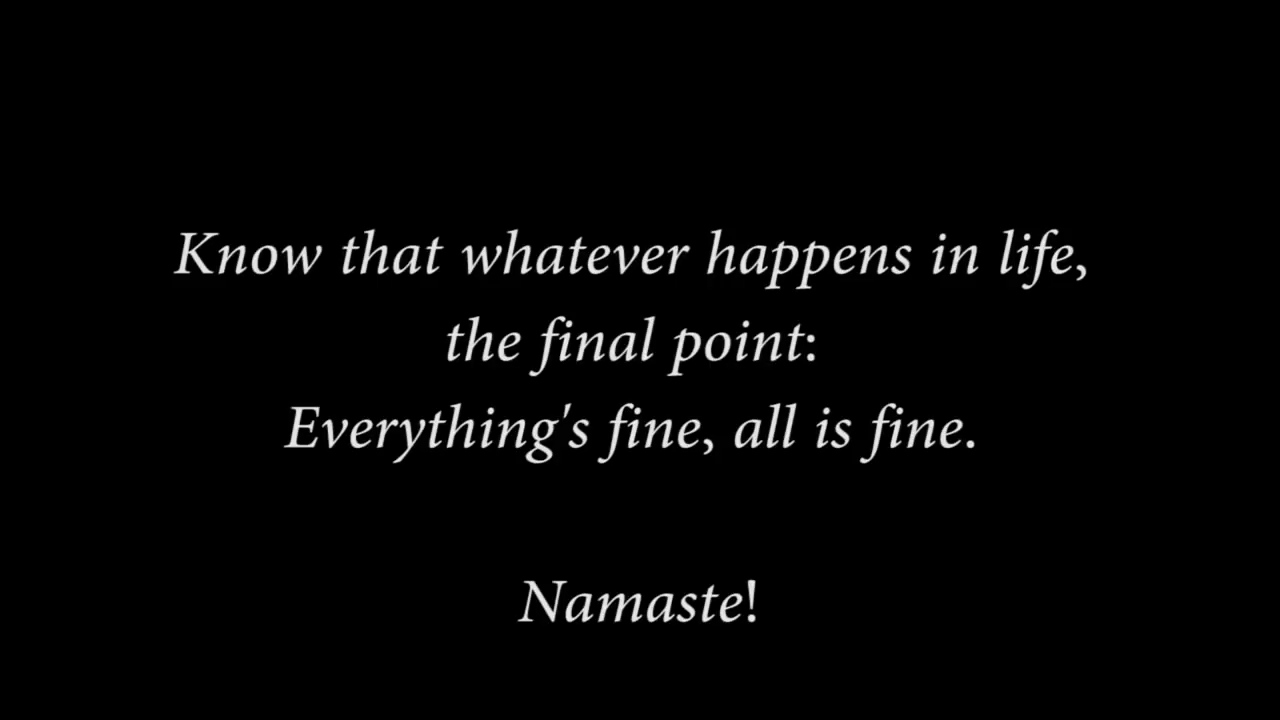 Know that whatever happens in life,
the final point:
Everything's fine, all is fine.
Namaste!